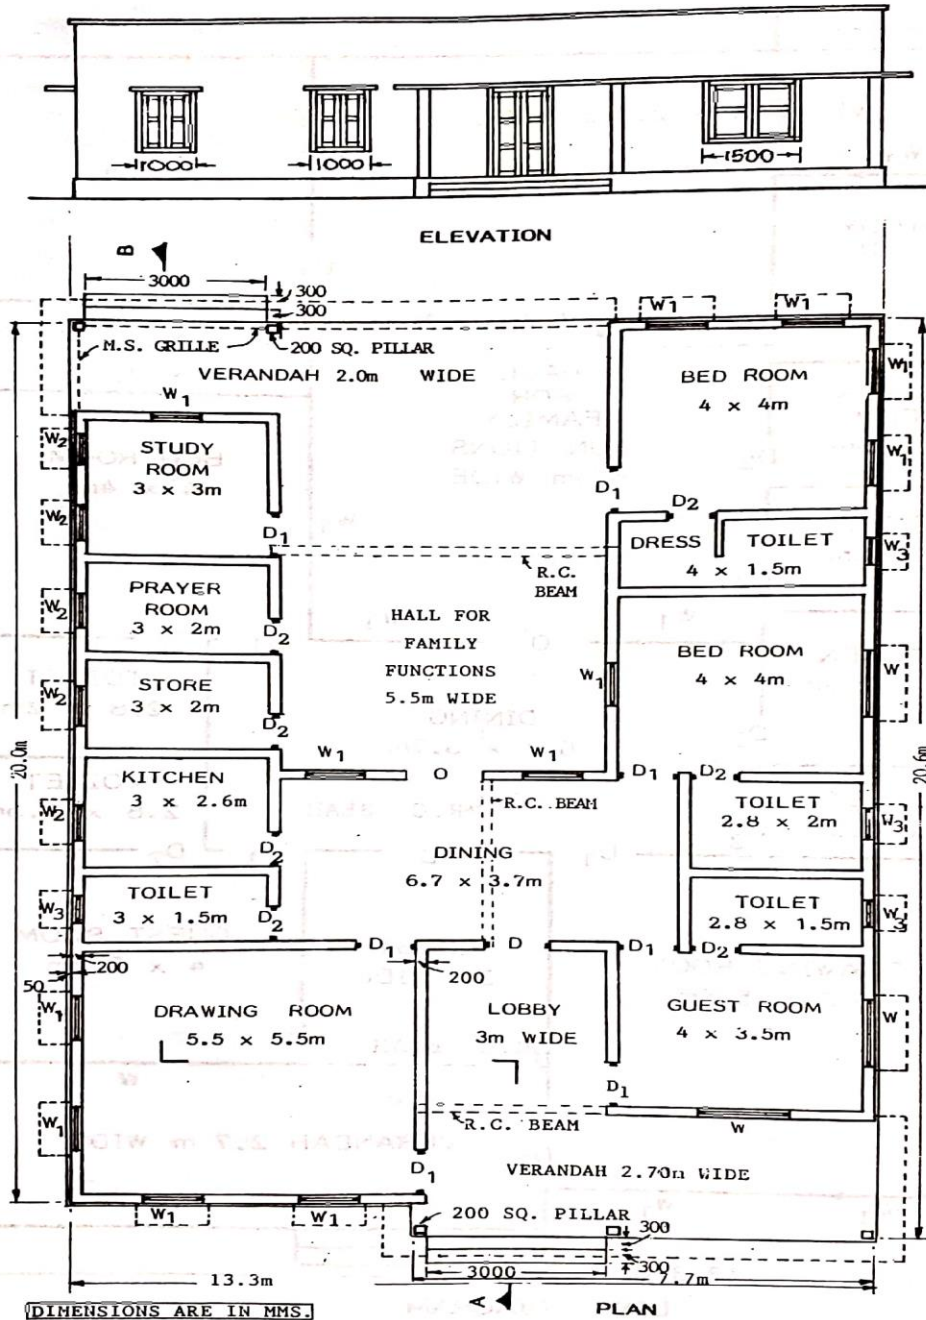 1000
1000
1500
ELEVATION
B
3000
300
300
W1
W1
M.S. GRILLE
200 SQ. PILLAR
VERANDAH 2.0m WIDE
BED ROOM
4 x 4m
W1
W1
W2
STUDY
ROOM
3 x 3m
W1
W2
D1
D1
D2
DRESS
TOILET
4 x 1.5m
W3
R.C.
BEAM
PRAYER
ROOM
3 x 2m
W2
D2
HALL FOR
FAMILY
FUNCTIONS
5.5m WIDE
BED ROOM
4 x 4m
W
W1
STORE
3 x 2m
W2
D2
20.0m
20.6m
W1
O
W1
D1
D2
KITCHEN
3 x 2.6m
W2
D2
R.C. BEAM
TOILET
2.8 x 2m
W3
DINING
6.7 x 3.7m
TOILET
3 x 1.5m
W3
D2
TOILET
2.8 x 1.5m
W3
D1
D
D1
D2
200
50
200
W1
DRAWING ROOM
5.5 x 5.5m
LOBBY
3m WIDE
GUEST ROOM
4 x 3.5m
W
D1
W1
R.C. BEAM
W
D1
VERANDAH 2.70m WIDE
W1
W1
200 SQ. PILLAR
300
300
3000
13.3m
7.7m
A
DIMENSIONS ARE IN MMS.
PLAN